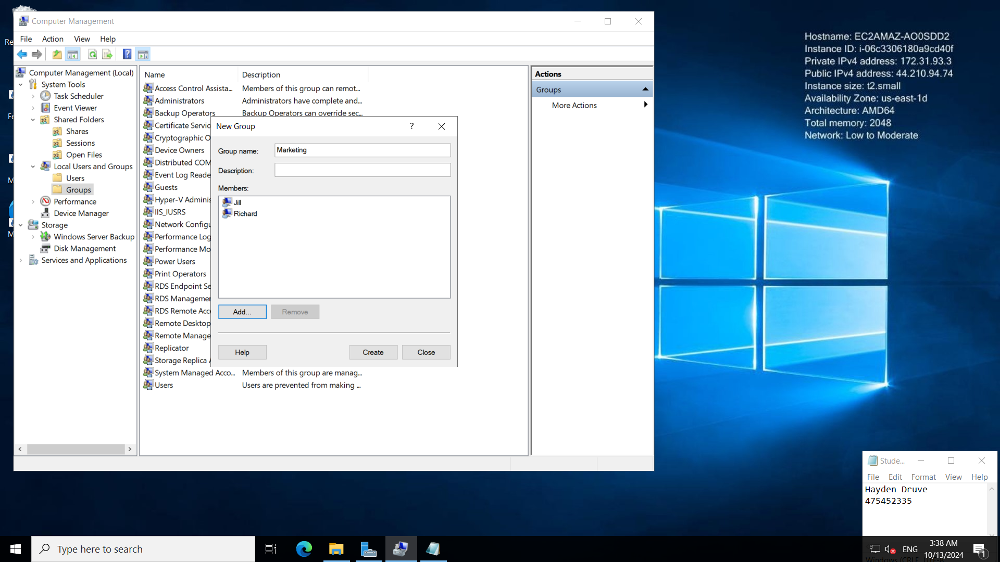 Re
Fe
M
M
Computer Management
File Action View Help
Computer Management (Local)
System Tools
Task Scheduler
Event Viewer
Shared Folders
Shares
Sessions
Open Files
Local Users and Groups
Users
Groups
Performance
Device Manager
Storage
Windows Server Backup
Disk Management
Services and Applications
Name Description
Access Control Assista... Members of this group can remot...
Administrators Administrators have complete and...
Backup Operators Backup Operators can override sec...
Certificate Servic
Cryptographic O
Device Owners
Distributed COM
Event Log Reade
Guests
Hyper-V Adminis
IIS_IUSRS
Network Configu
Performance Log
Performance Mo
Power Users
Print Operators
RDS Endpoint Se
RDS Managemen
RDS Remote Acc
Remote Desktop
Remote Manage
Replicator
Storage Replica A
System Managed Acco... Members of this group are manag...
Users Users are prevented from making ...
New Group ?
Group name: Marketing
Description:
Members:
Jill
Richard
Add... Remove
Help Create Close
Actions
Groups
More Actions
Hostname: EC2AMAZ-AO0SDD2
Instance ID: i-06c3306180a9cd40f
Private IPv4 address: 172.31.93.3
Public IPv4 address: 44.210.94.74
Instance size: t2.small
Availability Zone: us-east-1d
Architecture: AMD64
Total memory: 2048
Network: Low to Moderate
Stude...
File Edit Format View Help
Hayden Druve
475452335
Type here to search
ENG
3:38 AM
10/13/2024
1